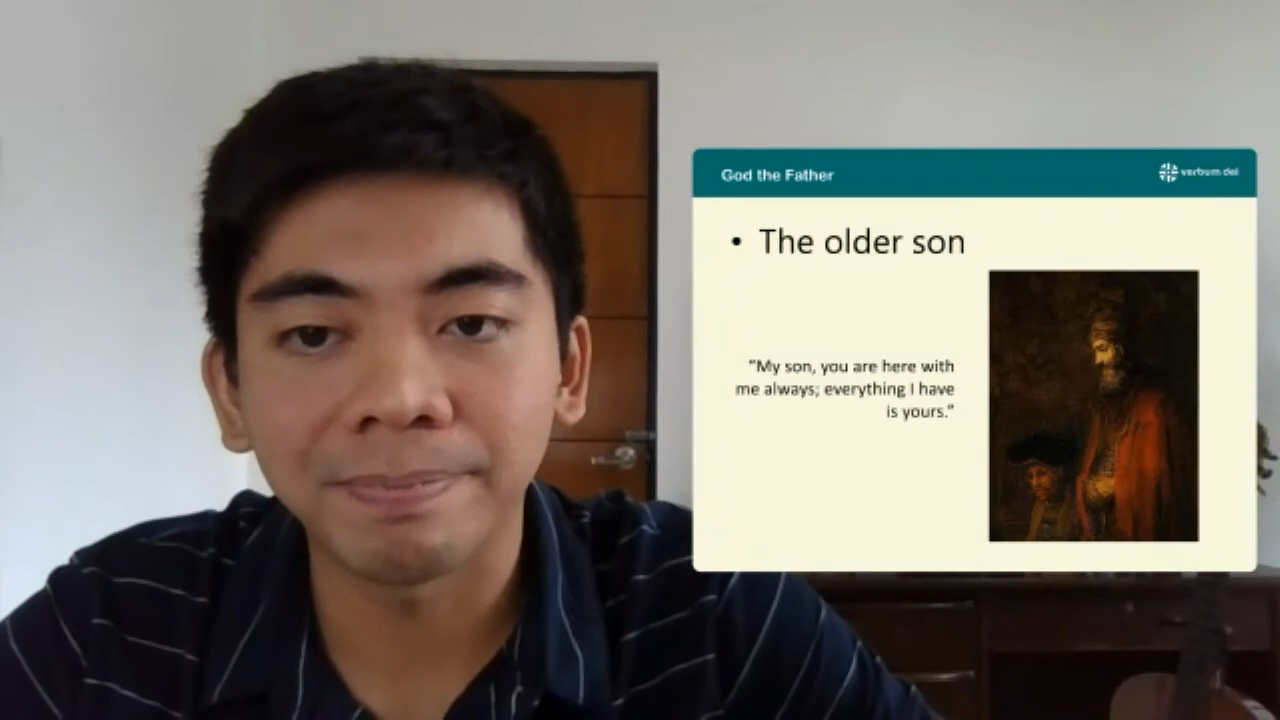 God the Father
verbum dei
• The older son
“My son, you are here with
me always; everything I have
is yours.”